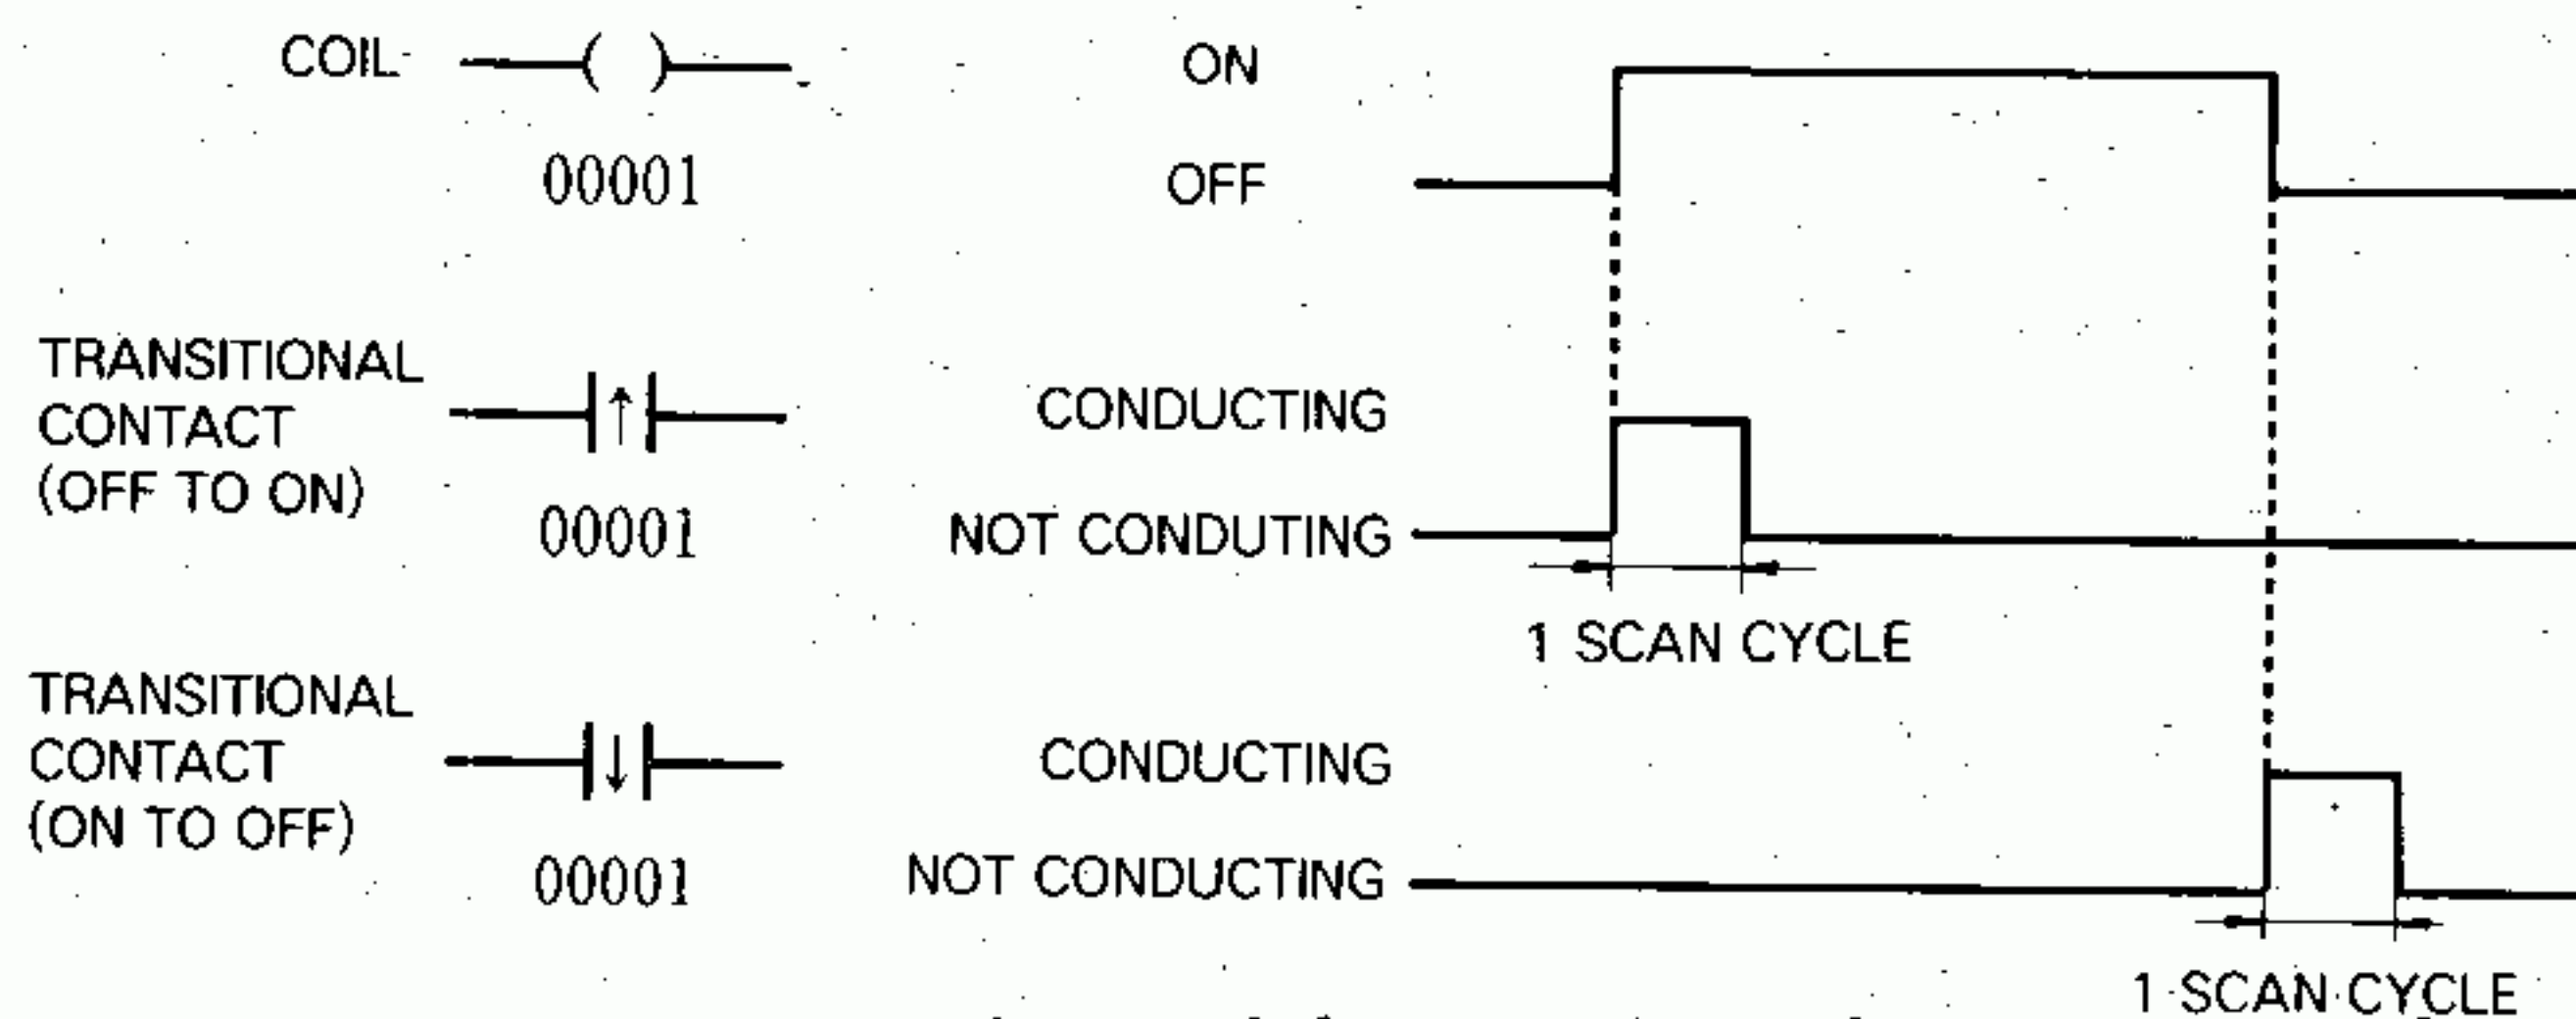 COIL
00001
ON
OFF
TRANSITIONAL
CONTACT
(OFF TO ON)
00001
CONDUCTING
NOT CONDUTING
1 SCAN CYCLE
TRANSITIONAL
CONTACT
(ON TO OFF)
00001
CONDUCTING
NOT CONDUCTING
1 SCAN CYCLE